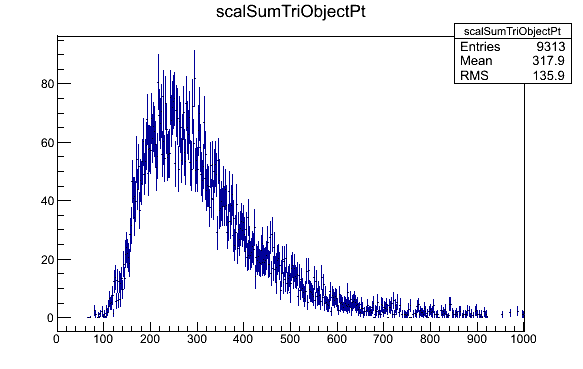 scalSumTriObjectPt
scalSumTriObjectPt
Entries 9313
Mean 317.9
RMS 135.9
80
60
40
20
0
0 100 200 300 400 500 600 700 800 900 1000